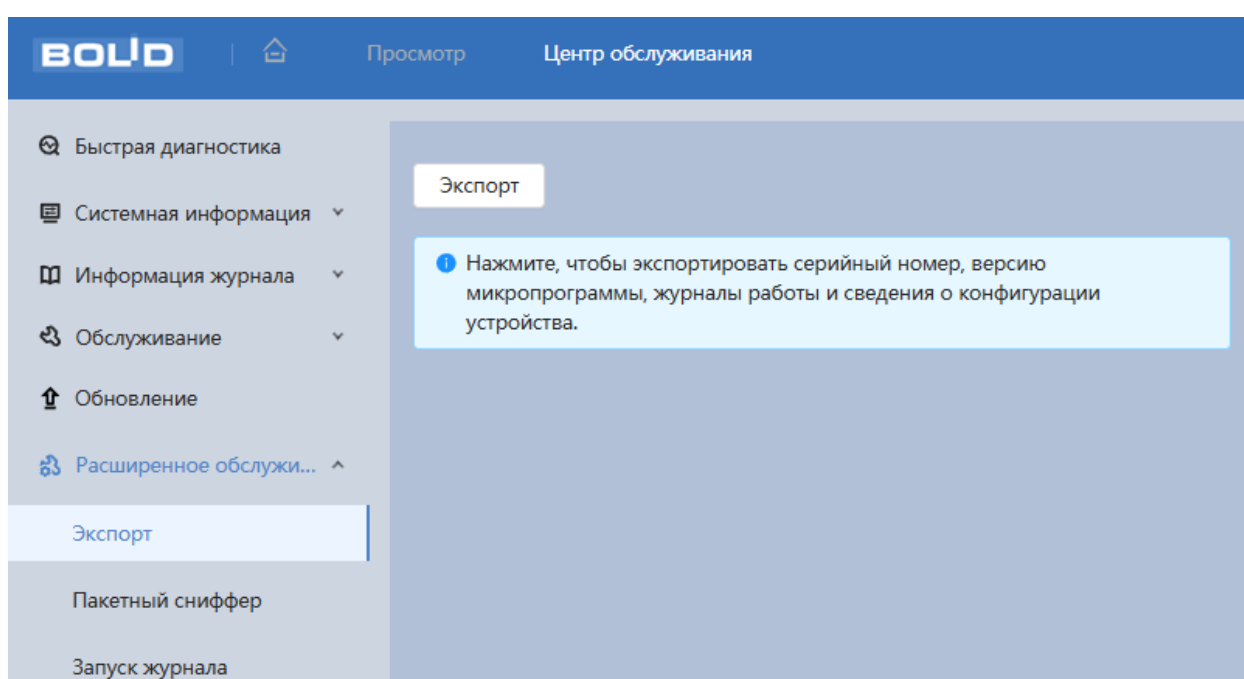 BOLID
Просмотр
Центр обслуживания
Быстрая диагностика
Системная информация
Информация журнала
Обслуживание
Обновление
Расширенное обслужи...
Экспорт
Пакетный сниффер
Запуск журнала
Экспорт
Нажмите, чтобы экспортировать серийный номер, версию
микропрограммы, журналы работы и сведения о конфигурации
устройства.